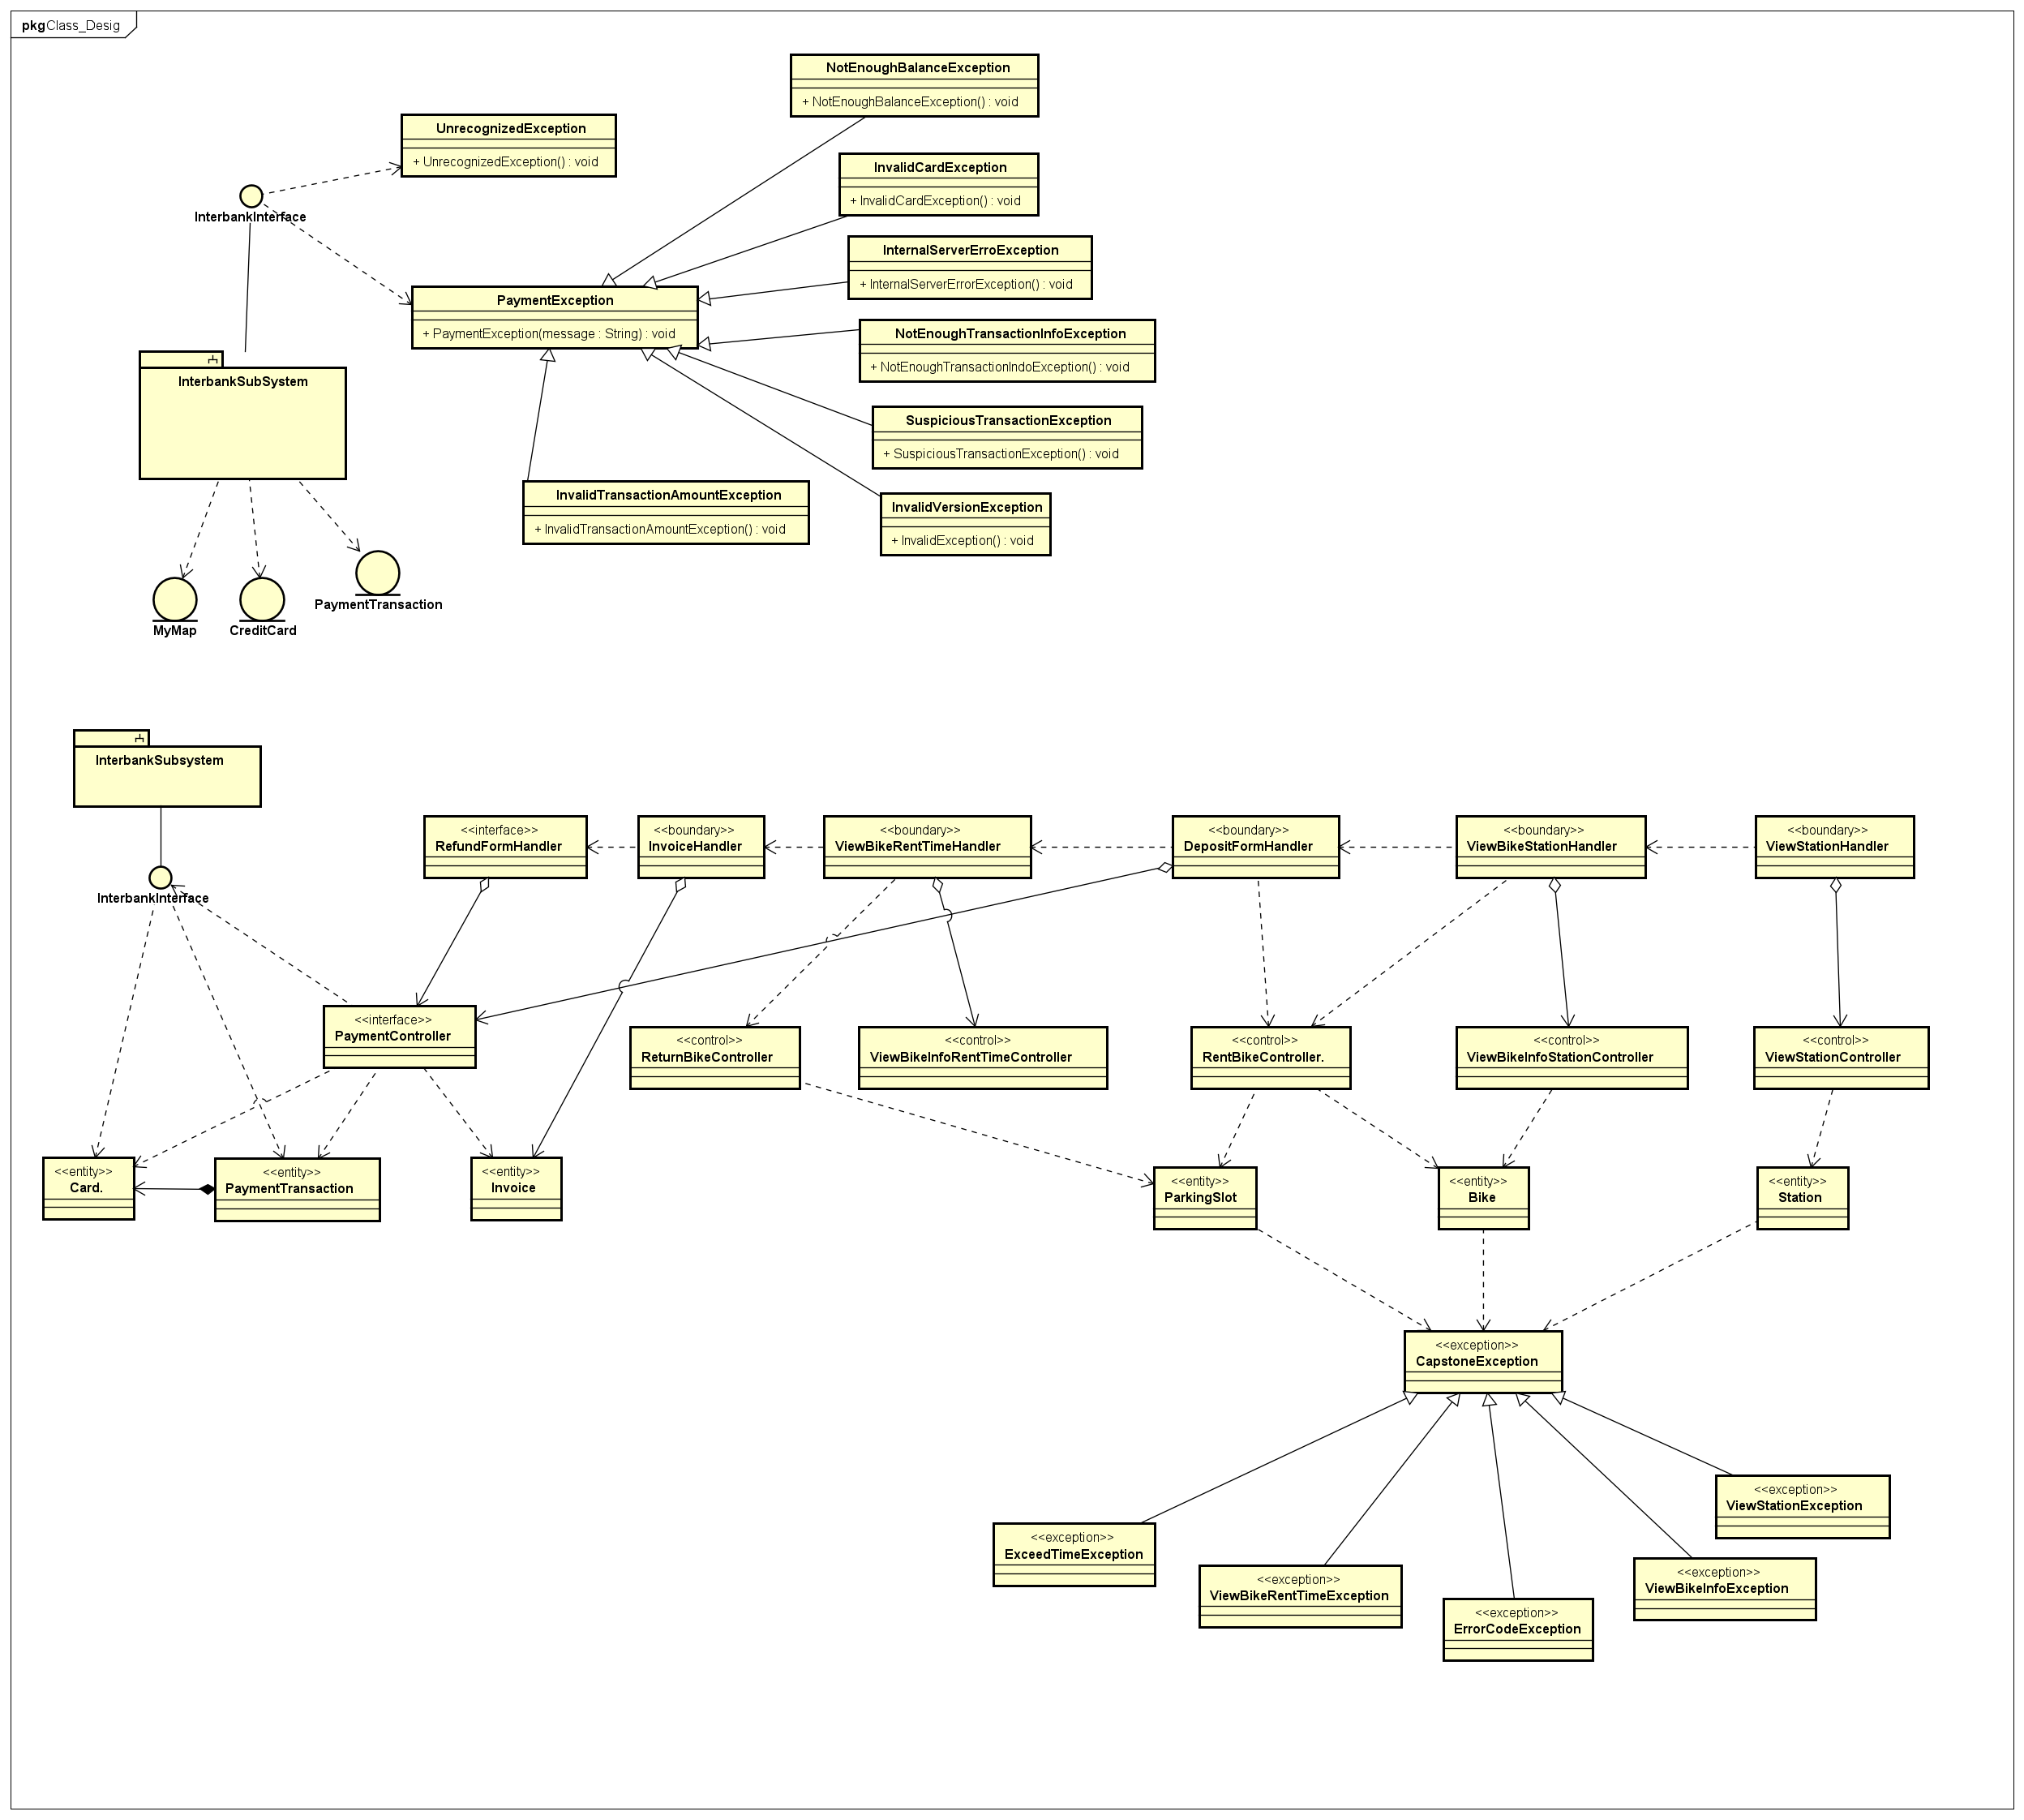 pkg Class_Desig
NotEnoughBalanceException
+ NotEnoughBalanceException() : void
UnrecognizedException
+ UnrecognizedException() : void
InvalidCardException
+ InvalidCardException() : void
InterbankInterface
InternalServerErroException
+ InternalServerErrorException() : void
PaymentException
+ PaymentException(message : String) : void
NotEnoughTransactionInfoException
+ NotEnoughTransactionIndoException() : void
InterbankSubSystem
SuspiciousTransactionException
+ SuspiciousTransactionException() : void
InvalidTransactionAmountException
+ InvalidTransactionAmountException() : void
InvalidVersionException
+ InvalidException() : void
PaymentTransaction
MyMap
CreditCard
InterbankSubsystem
<<interface>>
RefundFormHandler
<<boundary>>
InvoiceHandler
<<boundary>>
ViewBikeRentTimeHandler
<<boundary>>
DepositFormHandler
<<boundary>>
ViewBikeStationHandler
<<boundary>>
ViewStationHandler
InterbankInterface
<<interface>>
PaymentController
<<control>>
ReturnBikeController
<<control>>
ViewBikeInfoRentTimeController
<<control>>
RentBikeController.
<<control>>
ViewBikeInfoStationController
<<control>>
ViewStationController
<<entity>>
Card.
<<entity>>
PaymentTransaction
<<entity>>
Invoice
<<entity>>
ParkingSlot
<<entity>>
Bike
<<entity>>
Station
<<exception>>
CapstoneException
<<exception>>
ViewStationException
<<exception>>
ExceedTimeException
<<exception>>
ViewBikeRentTimeException
<<exception>>
ViewBikeInfoException
<<exception>>
ErrorCodeException